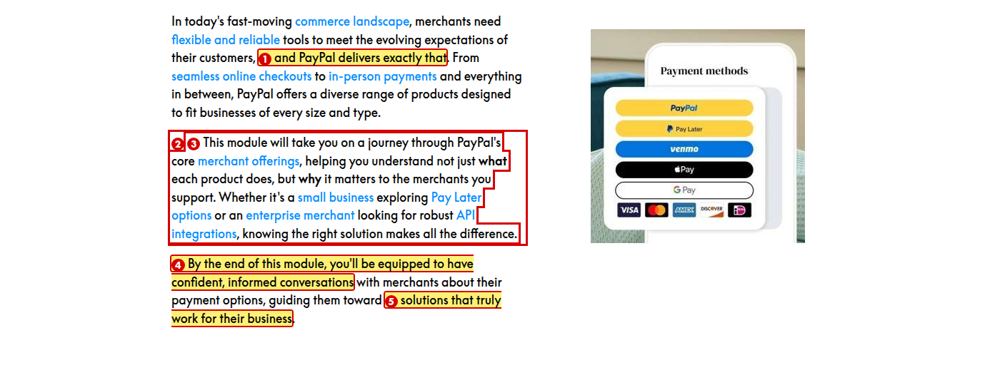 In today's fast-moving commerce landscape, merchants need
flexible and reliable tools to meet the evolving expectations of
their customers, 1 and PayPal delivers exactly that. From
seamless online checkouts to in-person payments and everything
in between, PayPal offers a diverse range of products designed
to fit businesses of every size and type.
2 3 This module will take you on a journey through PayPal's
core merchant offerings, helping you understand not just what
each product does, but why it matters to the merchants you
support. Whether it's a small business exploring Pay Later
options or an enterprise merchant looking for robust API
integrations, knowing the right solution makes all the difference.
4 By the end of this module, you'll be equipped to have
confident, informed conversations with merchants about their
payment options, guiding them toward 5 solutions that truly
work for their business.
Payment methods
PayPal
Pay Later
venmo
Pay
G Pay
VISA AMEX DISCOVER